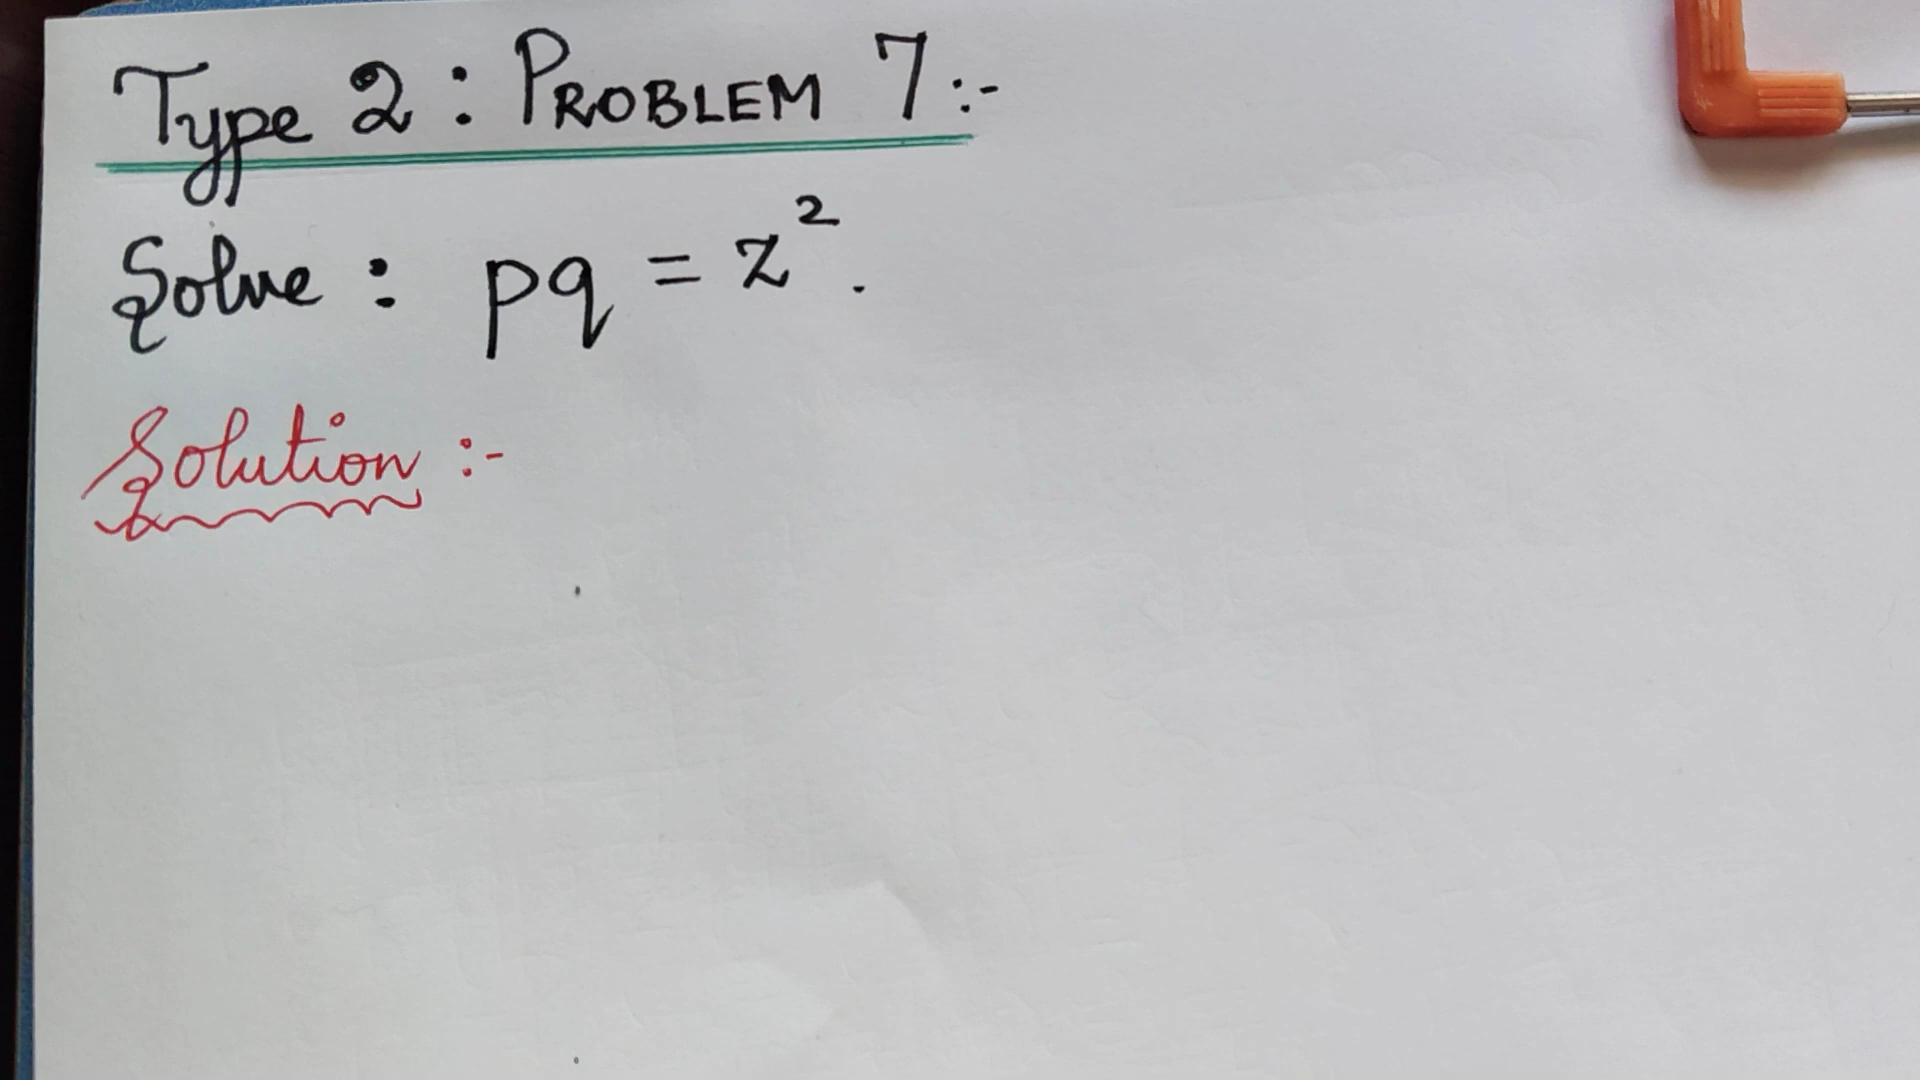 Type 2 : PROBLEM 7 :-
Solve : pq = z².
Solution :-